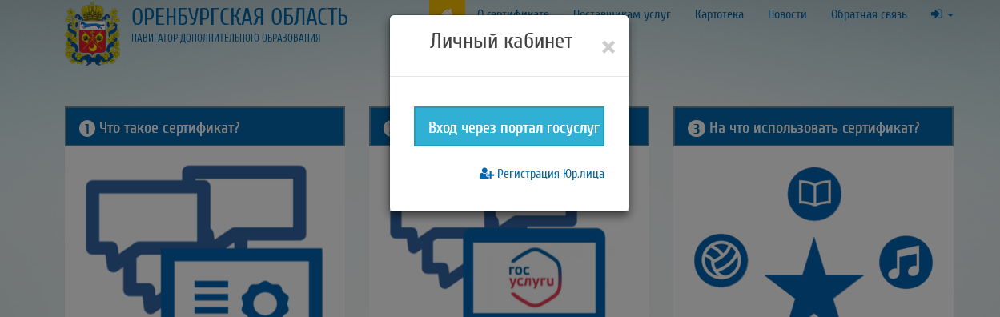 ОРЕНБУРГСКАЯ ОБЛАСТЬ
НАВИГАТОР ДОПОЛНИТЕЛЬНОГО ОБРАЗОВАНИЯ
О сертификате Поставщикам услуг Картотека Новости Обратная связь
Личный кабинет
×
Вход через портал госуслуг
Регистрация Юр.лица
1 Что такое сертификат?
3 На что использовать сертификат?
гос
услуги